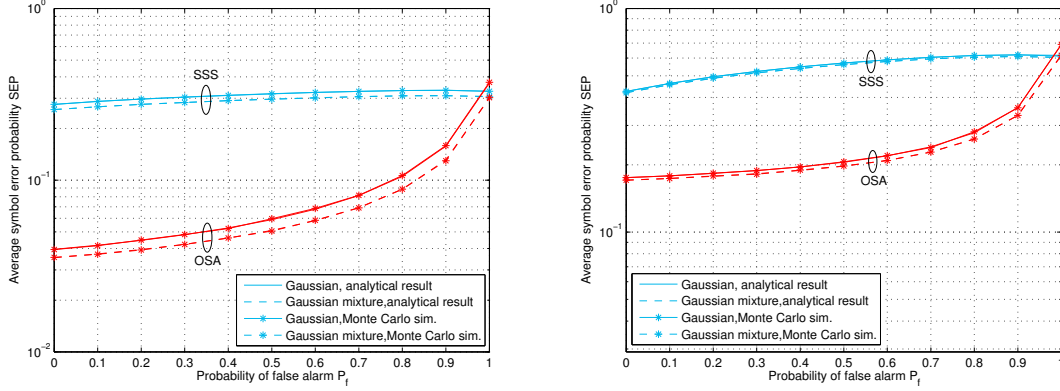 10^0
10^-1
10^-2
Average symbol error probability SEP
SSS
OSA
Gaussian, analytical result
Gaussian mixture,analytical result
Gaussian,Monte Carlo sim.
Gaussian mixture,Monte Carlo sim.
0 0.1 0.2 0.3 0.4 0.5 0.6 0.7 0.8 0.9 1
Probability of false alarm P_f
10^0
10^-1
Average symbol error probability SEP
SSS
OSA
Gaussian, analytical result
Gaussian mixture,analytical result
Gaussian,Monte Carlo sim.
Gaussian mixture,Monte Carlo sim.
0 0.1 0.2 0.3 0.4 0.5 0.6 0.7 0.8 0.9 1
Probability of false alarm P_f